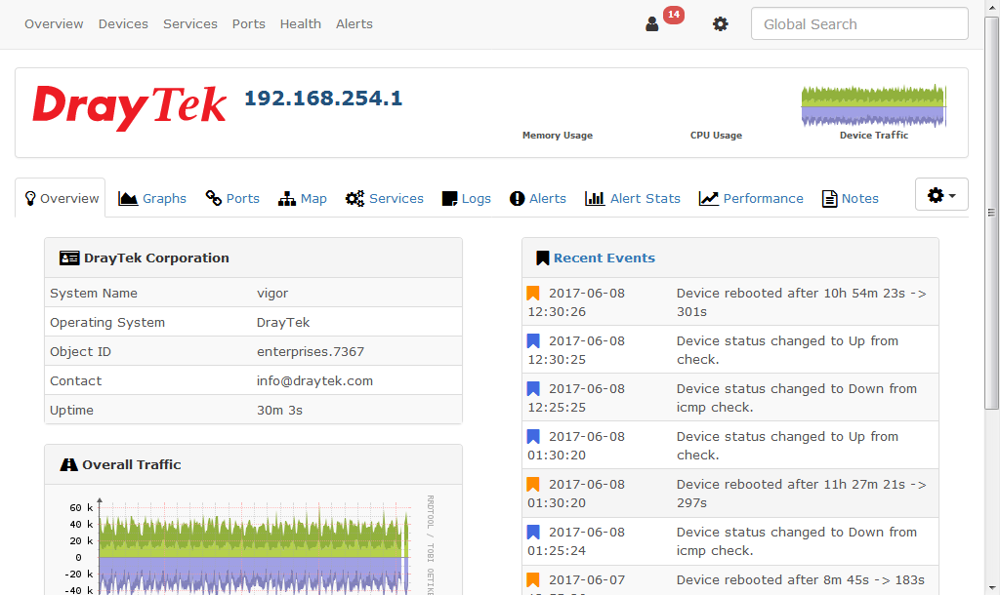 Overview Devices Services Ports Health Alerts 14 Global Search
DrayTek 192.168.254.1
Memory Usage CPU Usage Device Traffic
Overview Graphs Ports Map Services Logs Alerts Alert Stats Performance Notes
DrayTek Corporation
System Name vigor
Operating System DrayTek
Object ID enterprises.7367
Contact info@draytek.com
Uptime 30m 3s
Overall Traffic
60 k
40 k
20 k
0
-20 k
-40 k
RRDTOOL / TOBI OETIKE
Recent Events
2017-06-08 12:30:26 Device rebooted after 10h 54m 23s ->
301s
2017-06-08 12:30:25 Device status changed to Up from
check.
2017-06-08 12:25:25 Device status changed to Down from
icmp check.
2017-06-08 01:30:20 Device status changed to Up from
check.
2017-06-08 01:30:20 Device rebooted after 11h 27m 21s ->
297s
2017-06-08 01:25:24 Device status changed to Down from
icmp check.
2017-06-07 Device rebooted after 8m 45s -> 183s